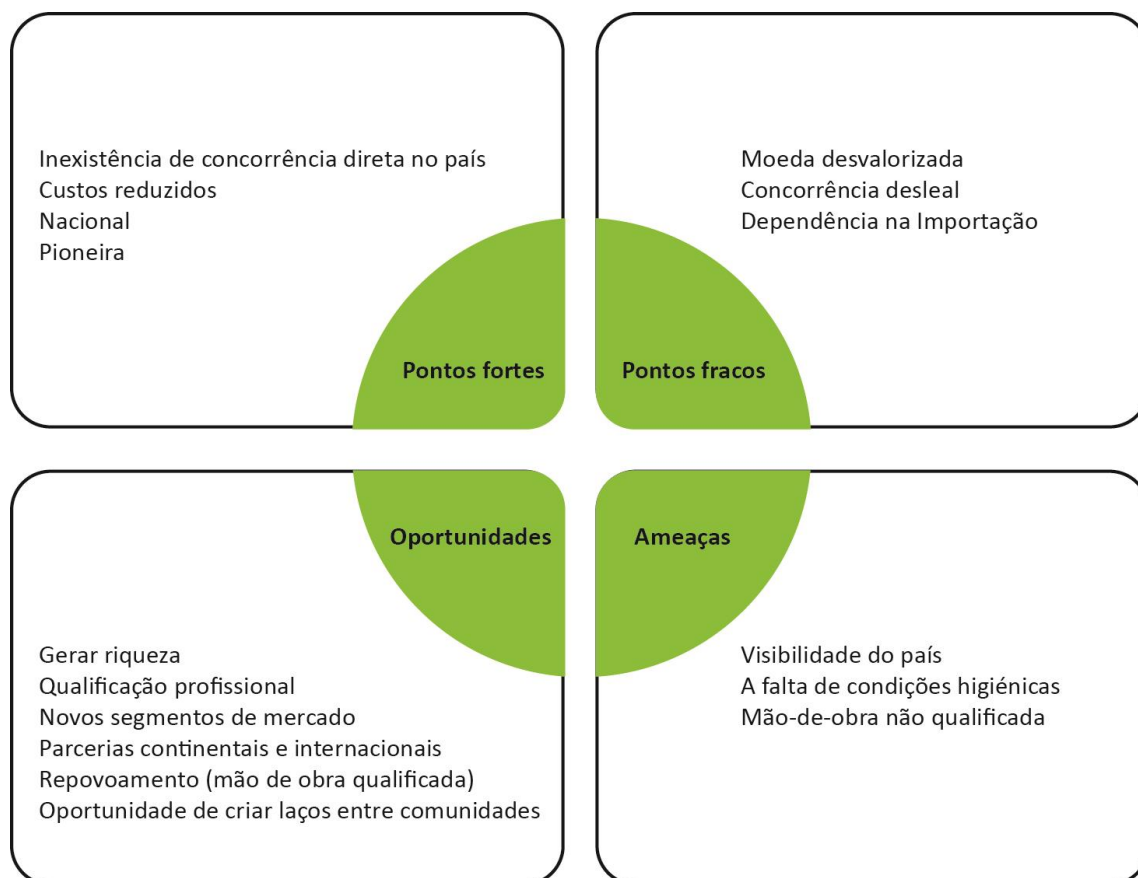 Inexistência de concorrência direta no país
Custos reduzidos
Nacional
Pioneira
Pontos fortes
Moeda desvalorizada
Concorrência desleal
Dependência na Importação
Pontos fracos
Oportunidades
Gerar riqueza
Qualificação profissional
Novos segmentos de mercado
Parcerias continentais e internacionais
Repovoamento (mão de obra qualificada)
Oportunidade de criar laços entre comunidades
Ameaças
Visibilidade do país
A falta de condições higiénicas
Mão-de-obra não qualificada